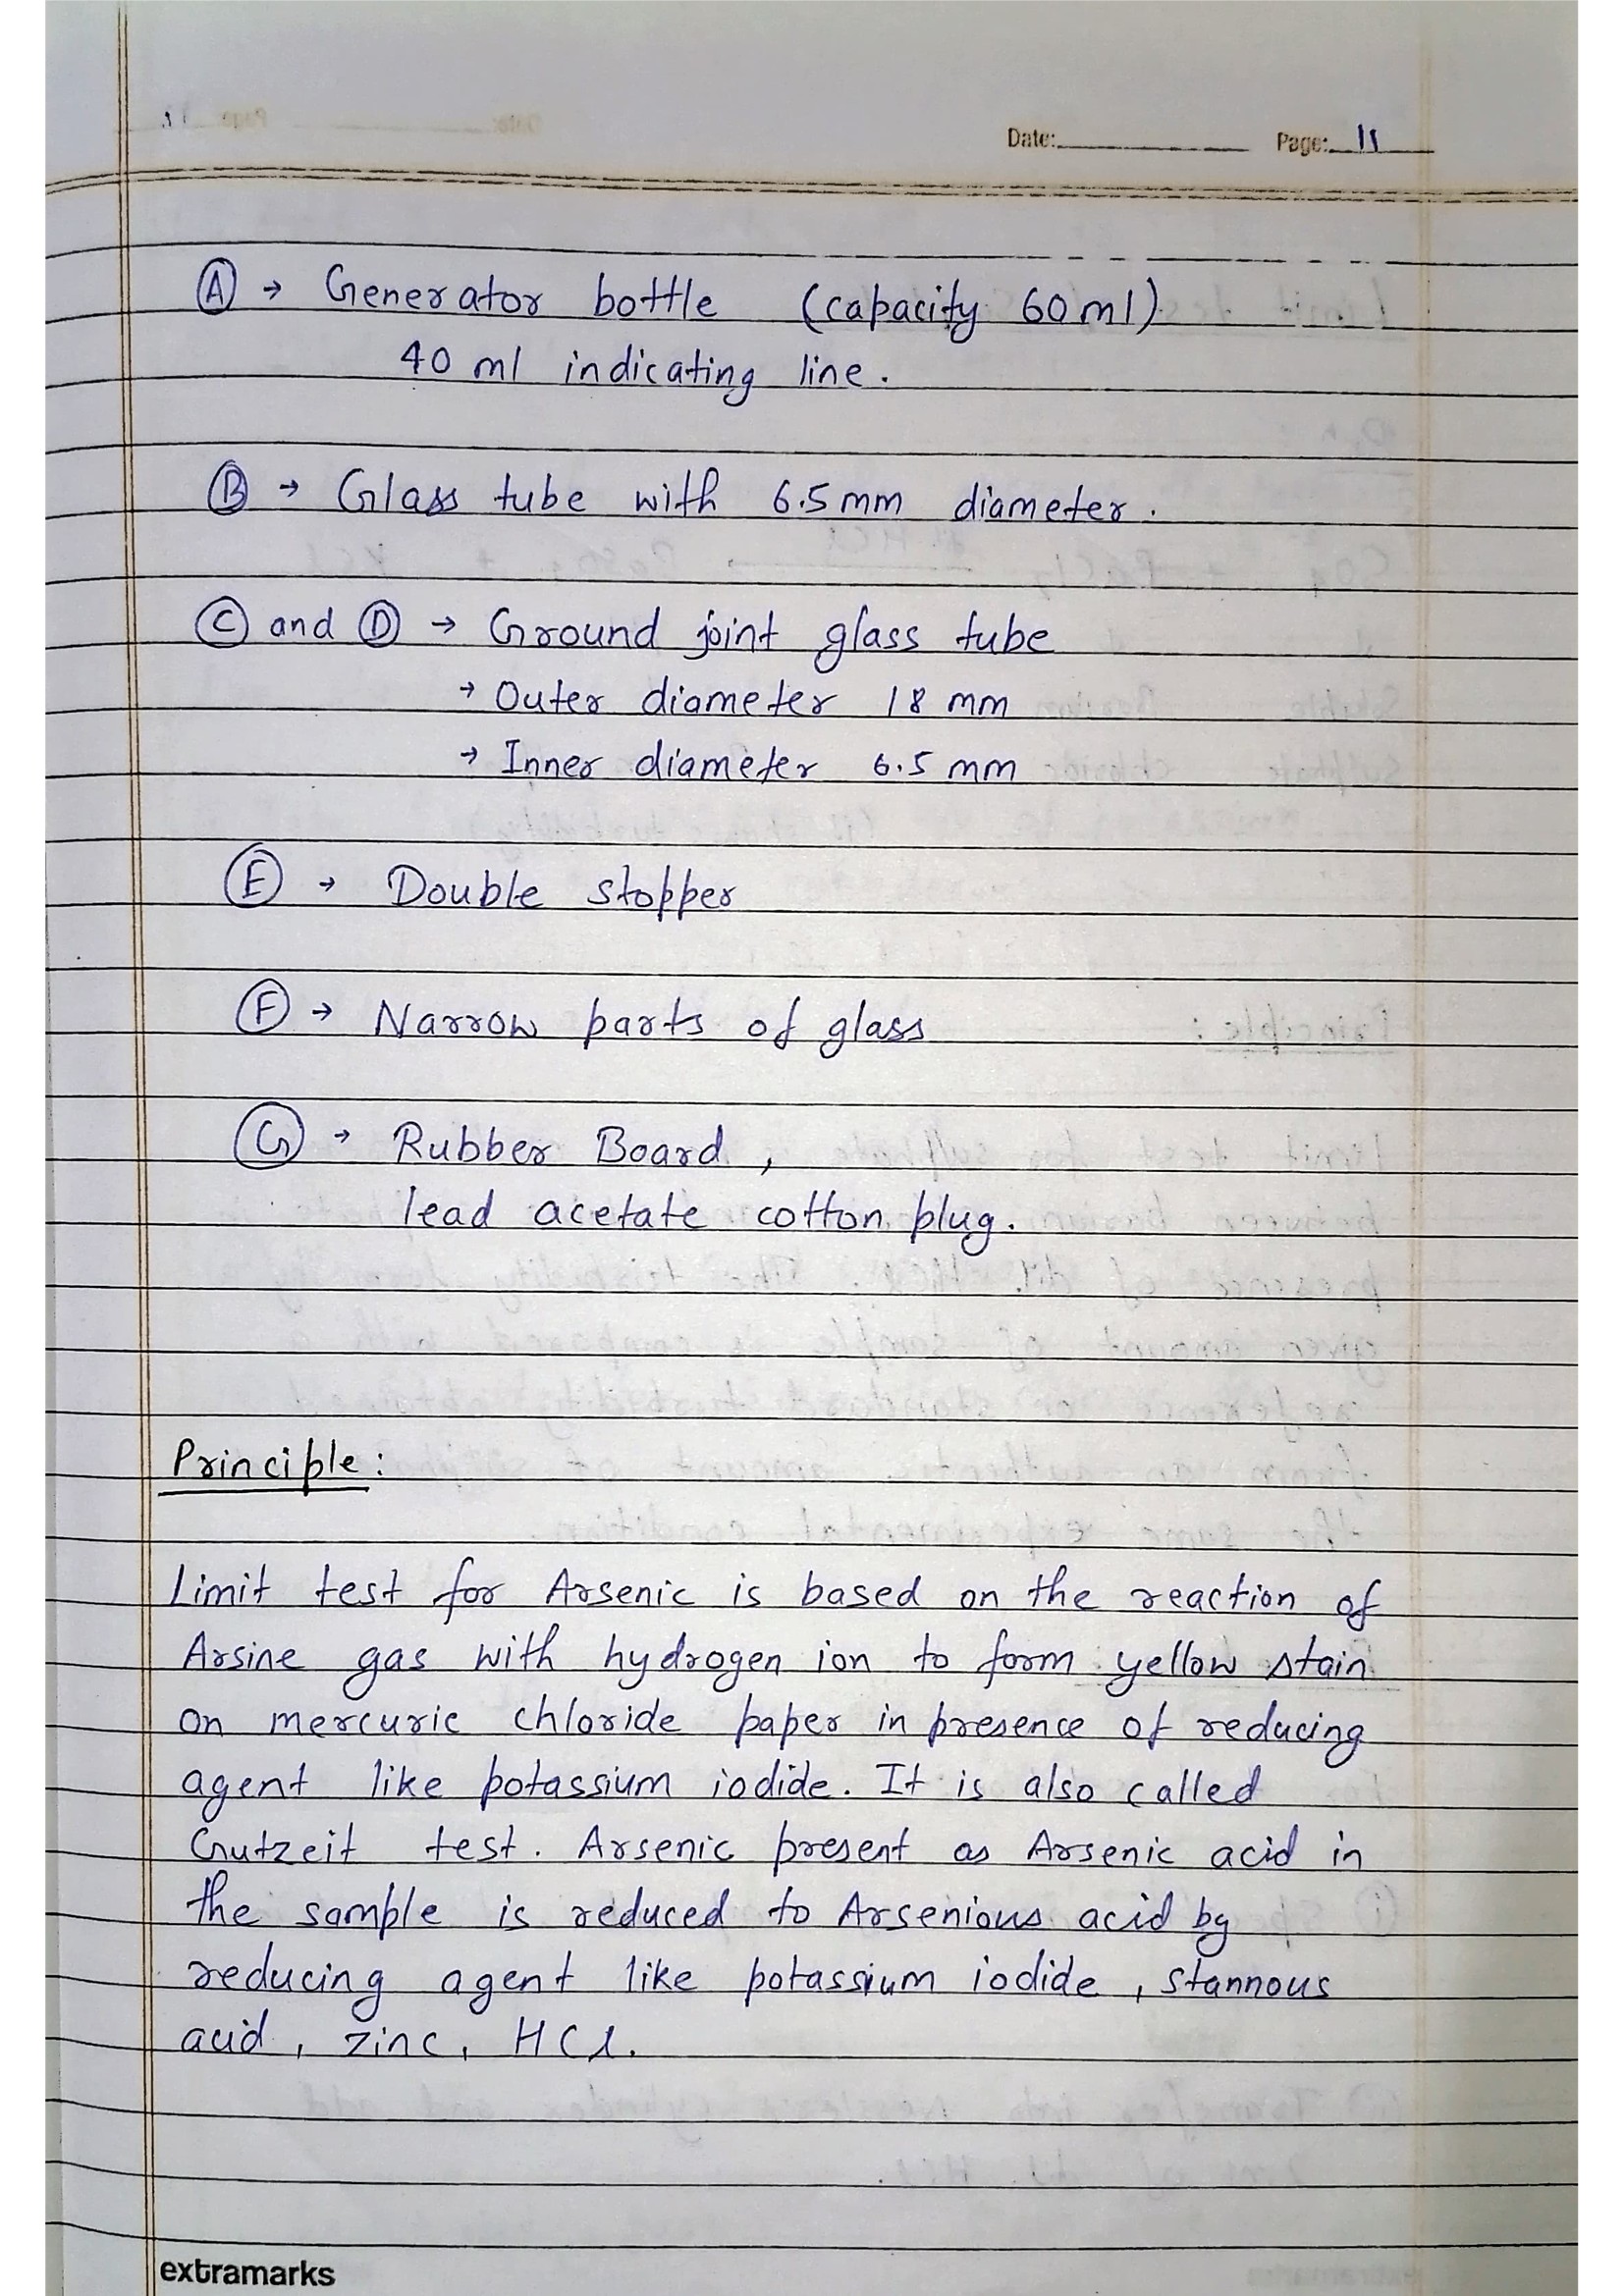 Date: Page: 11
Ⓐ → Generator bottle (capacity 60 ml)
40 ml indicating line.
Ⓑ → Glass tube with 6.5 mm diameter.
Ⓒ and Ⓓ → Ground joint glass tube
→ Outer diameter 18 mm
→ Inner diameter 6.5 mm
Ⓔ → Double stopper
Ⓕ → Narrow parts of glass
Ⓖ → Rubber Board,
lead acetate cotton plug.
Principle:
Limit test for Arsenic is based on the reaction of
Arsine gas with hydrogen ion to form yellow stain
on mercuric chloride paper in presence of reducing
agent like potassium iodide. It is also called
Gutzeit test. Arsenic present as Arsenic acid in
the sample is reduced to Arsenious acid by
reducing agent like potassium iodide, stannous
acid, zinc, HCl.
extramarks